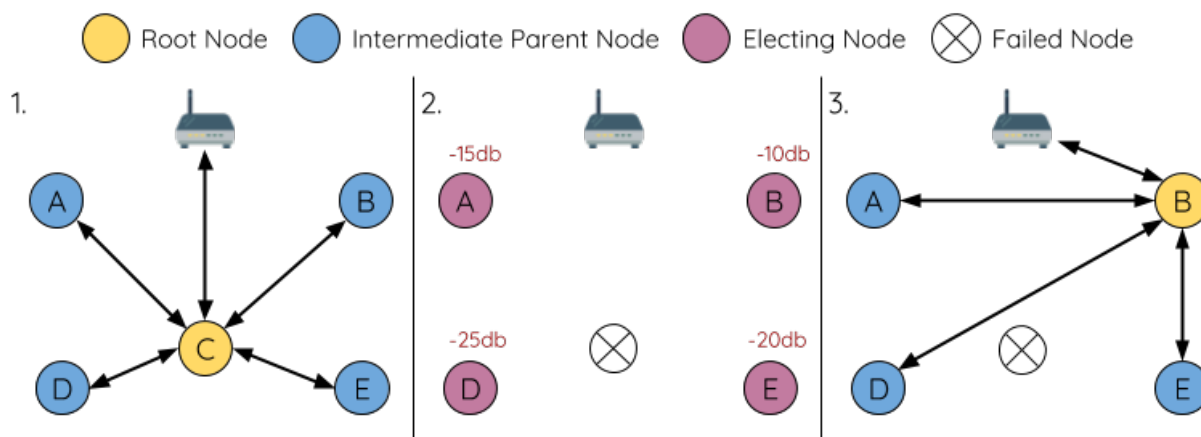 Root Node Intermediate Parent Node Electing Node Failed Node
1.
A
B
C
D
E
2.
-15db
-10db
A
B
-25db
-20db
D
E
3.
A
B
D
E